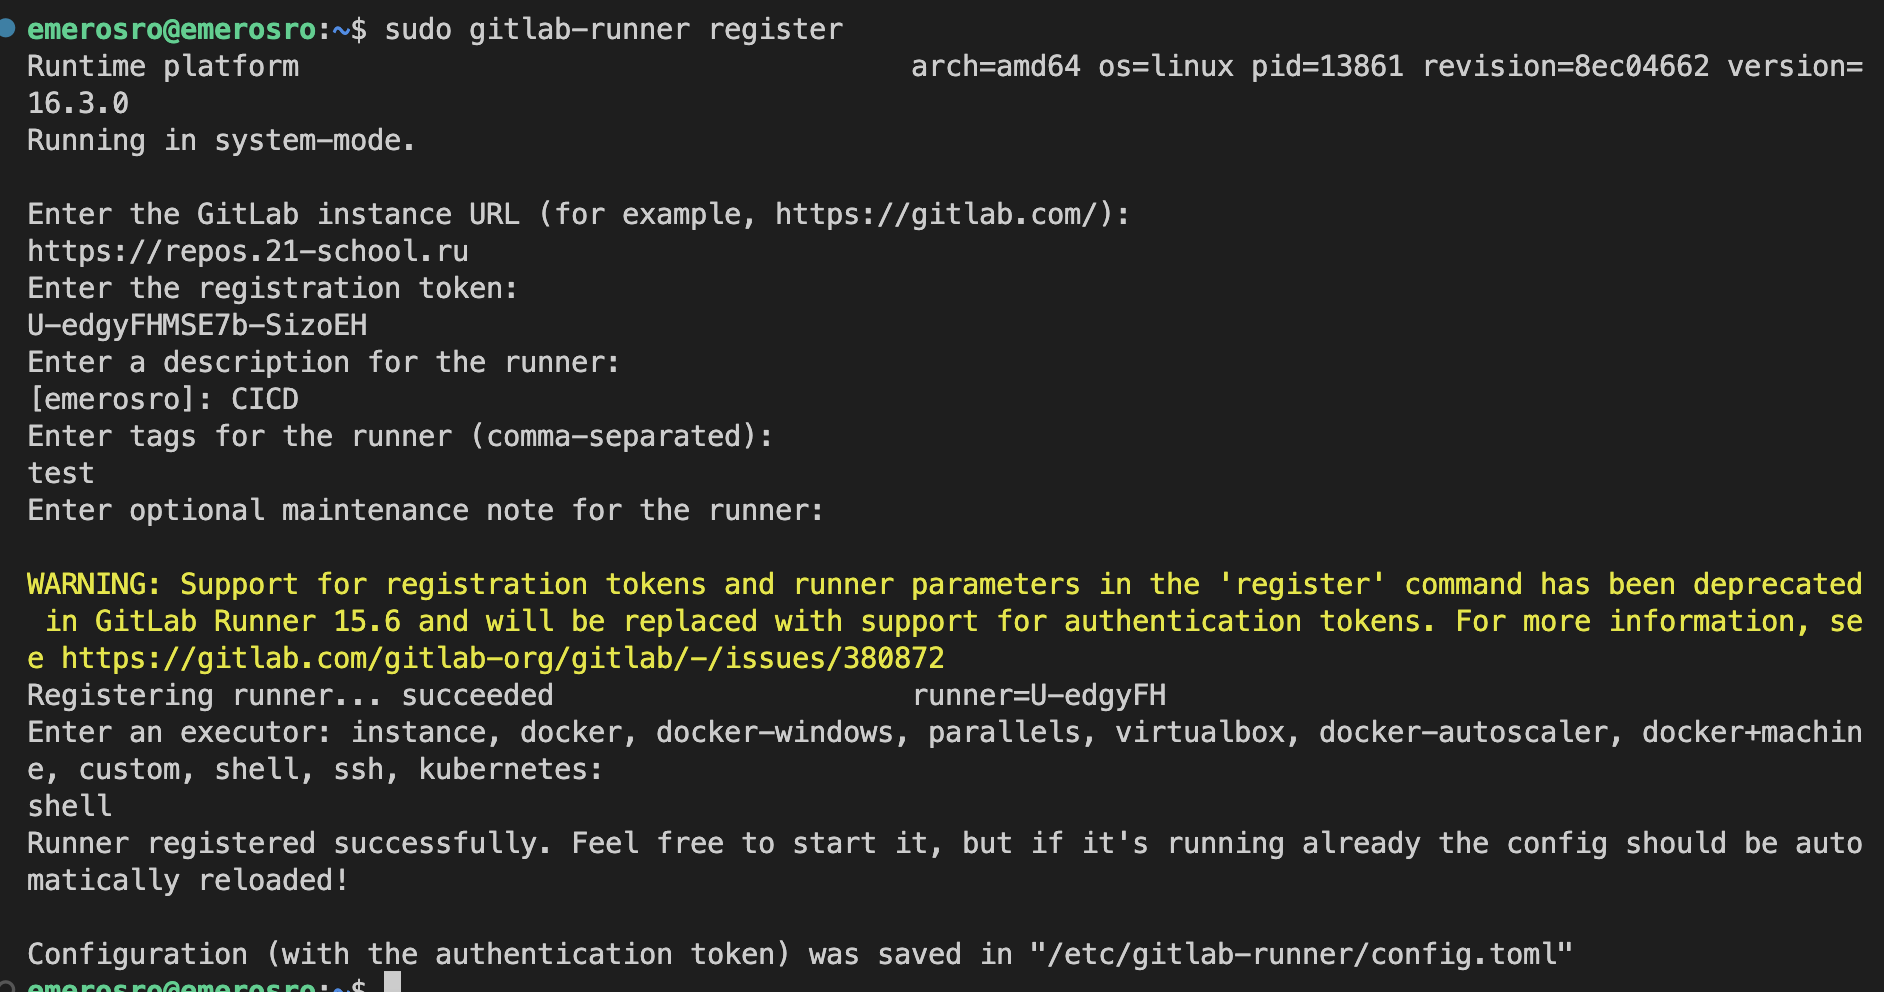 emerosro@emerosro:~$ sudo gitlab-runner register
Runtime platform                                    arch=amd64 os=linux pid=13861 revision=8ec04662 version=
16.3.0
Running in system-mode.
Enter the GitLab instance URL (for example, https://gitlab.com/):
https://repos.21-school.ru
Enter the registration token:
U-edgyFHMSE7b-SizoEH
Enter a description for the runner:
[emerosro]: CICD
Enter tags for the runner (comma-separated):
test
Enter optional maintenance note for the runner:
WARNING: Support for registration tokens and runner parameters in the 'register' command has been deprecated
 in GitLab Runner 15.6 and will be replaced with support for authentication tokens. For more information, se
e https://gitlab.com/gitlab-org/gitlab/-/issues/380872
Registering runner... succeeded                     runner=U-edgyFH
Enter an executor: instance, docker, docker-windows, parallels, virtualbox, docker-autoscaler, docker+machin
e, custom, shell, ssh, kubernetes:
shell
Runner registered successfully. Feel free to start it, but if it's running already the config should be auto
matically reloaded!
Configuration (with the authentication token) was saved in "/etc/gitlab-runner/config.toml"
emerosro@emerosro:~$